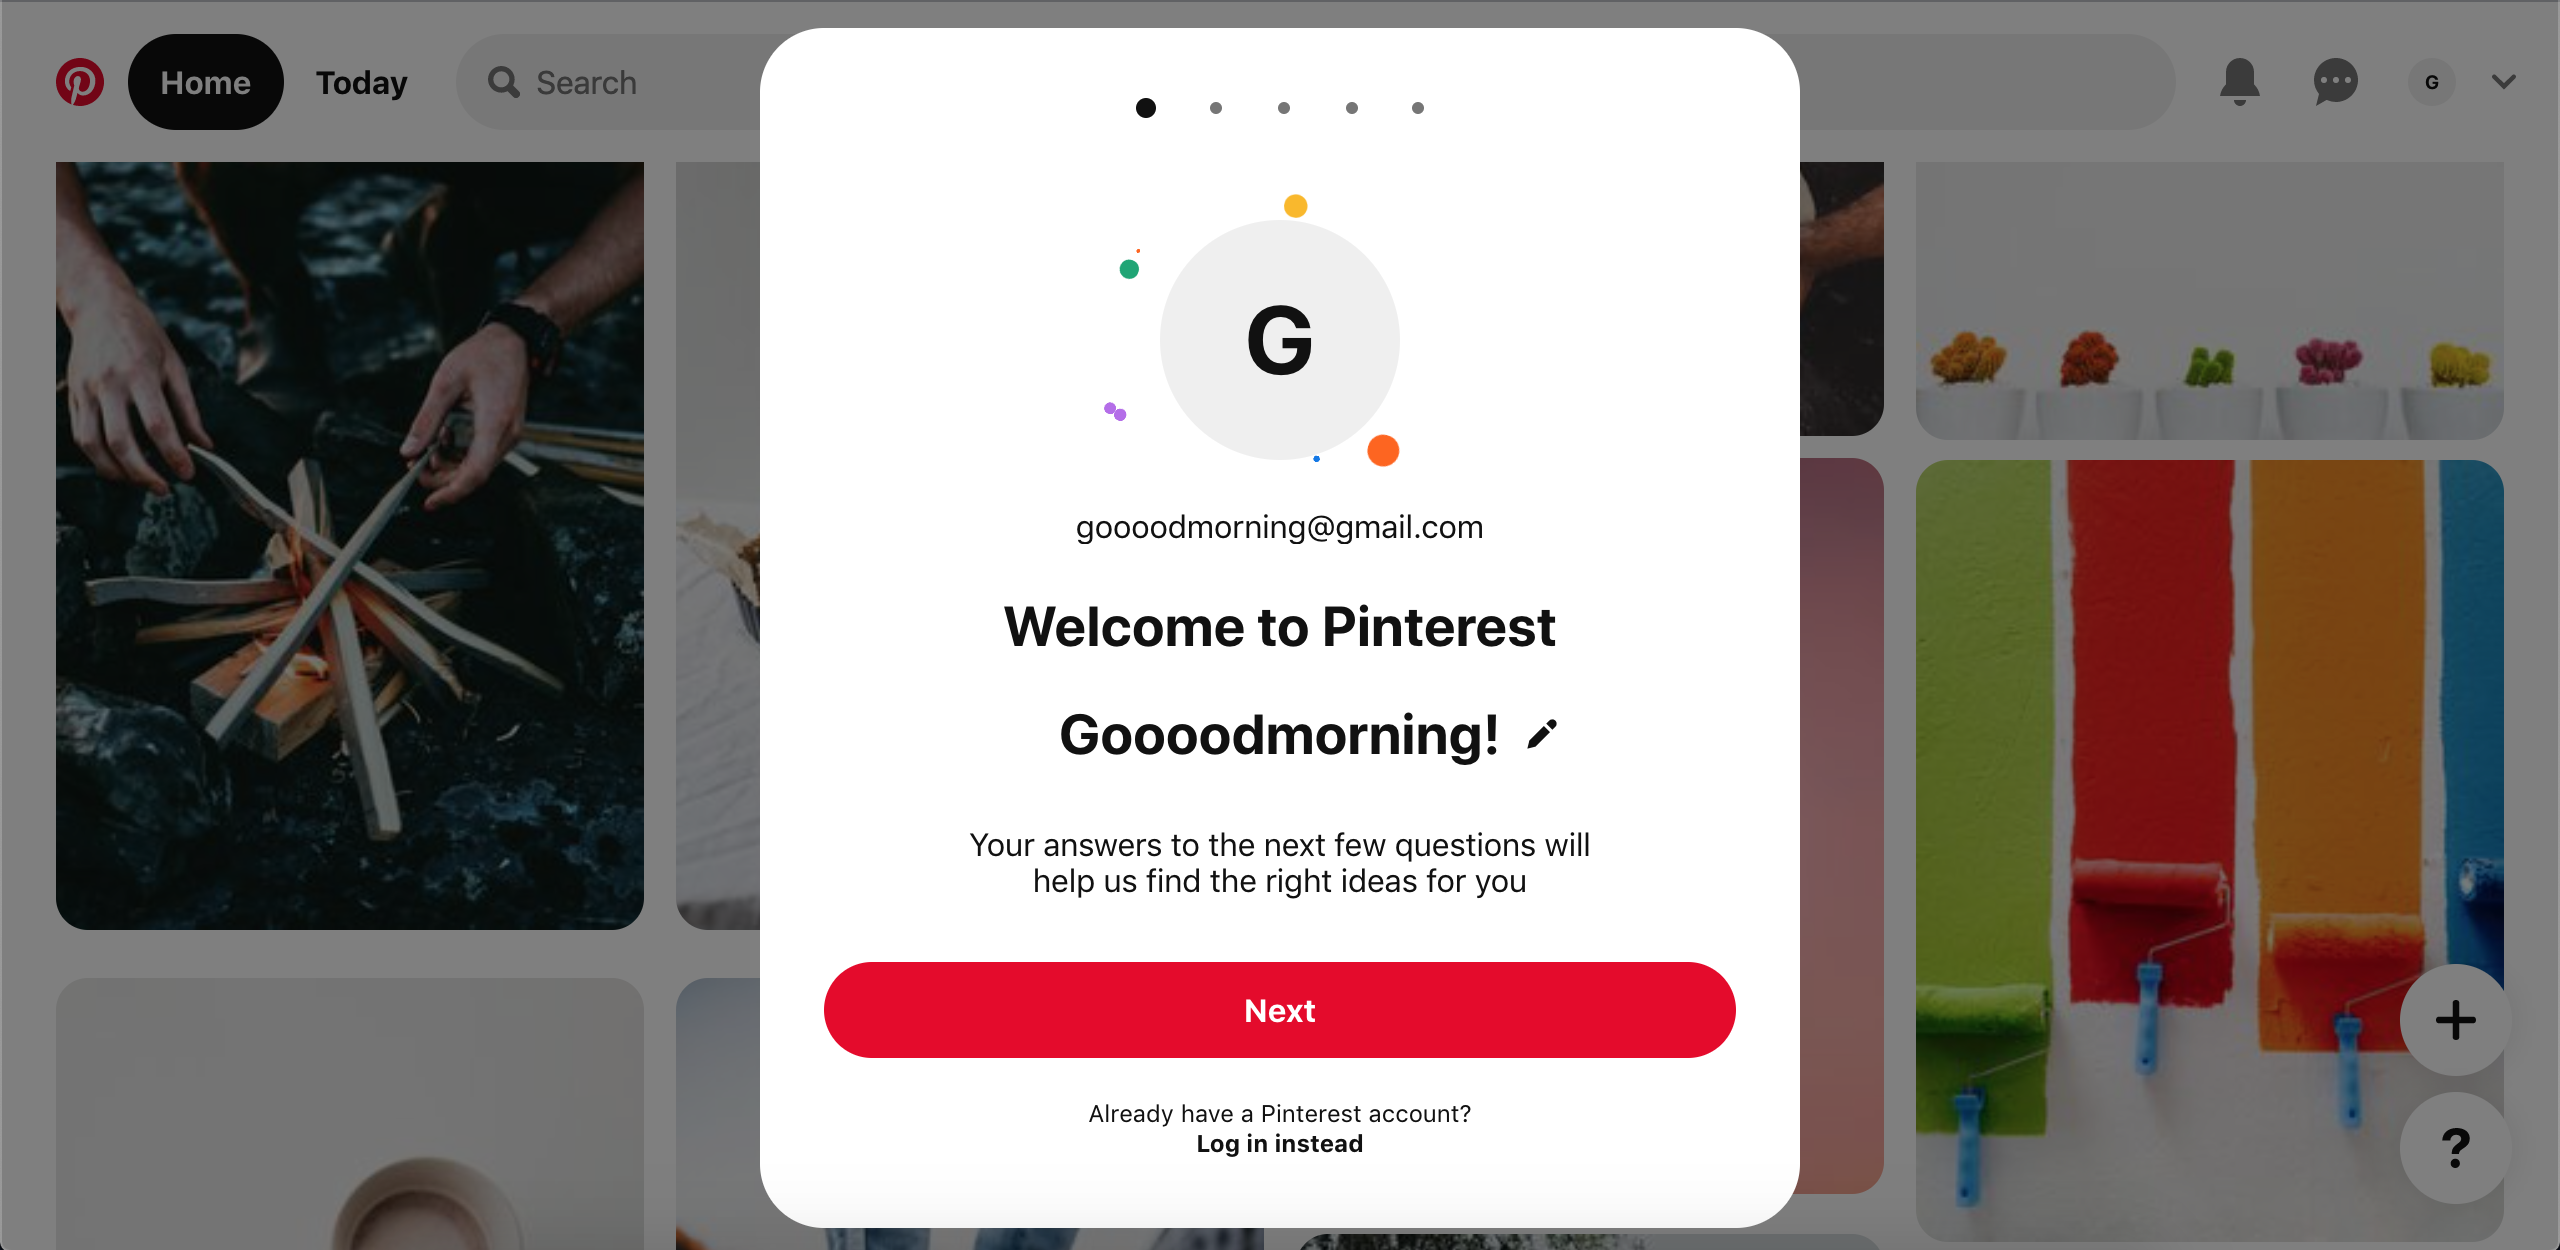 Home
Today
Search
G
G
goooodmorning@gmail.com
Welcome to Pinterest
Goooodmorning!
Your answers to the next few questions will
help us find the right ideas for you
Next
Already have a Pinterest account?
Log in instead
?